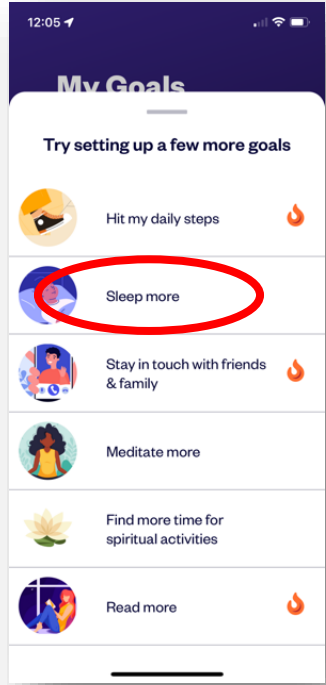 12:05
My Goals
Try setting up a few more goals
Hit my daily steps
Sleep more
Stay in touch with friends
& family
Meditate more
Find more time for
spiritual activities
Read more